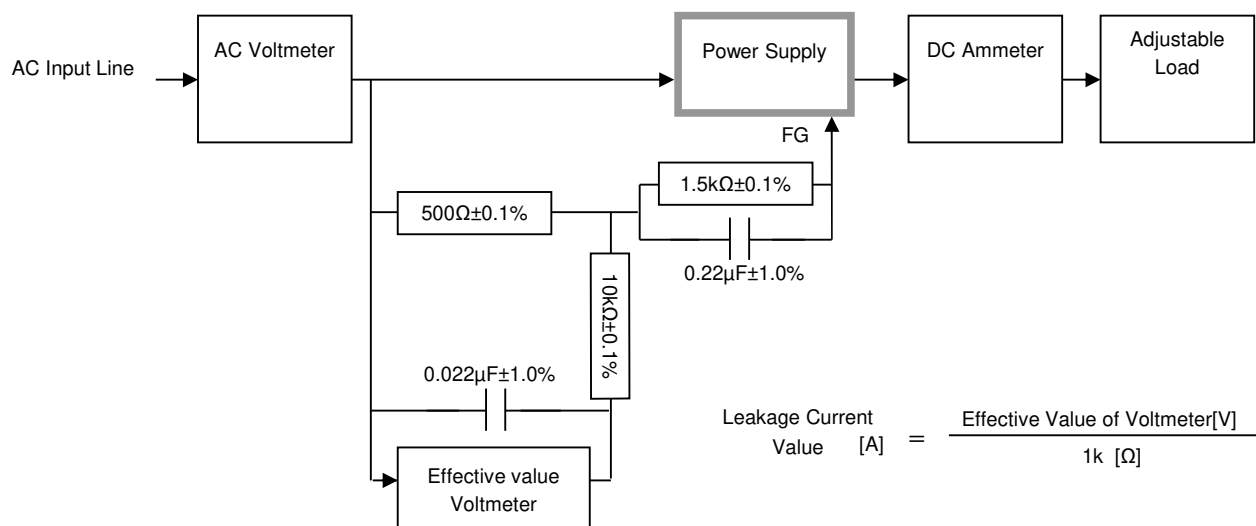 AC Input Line
AC Voltmeter
Power Supply
DC Ammeter
Adjustable
Load
FG
1.5kΩ±0.1%
500Ω±0.1%
0.22µF±1.0%
10kΩ±0.1%
0.022µF±1.0%
Effective value
Voltmeter
Leakage Current
Value [A] = Effective Value of Voltmeter[V]
1k [Ω]